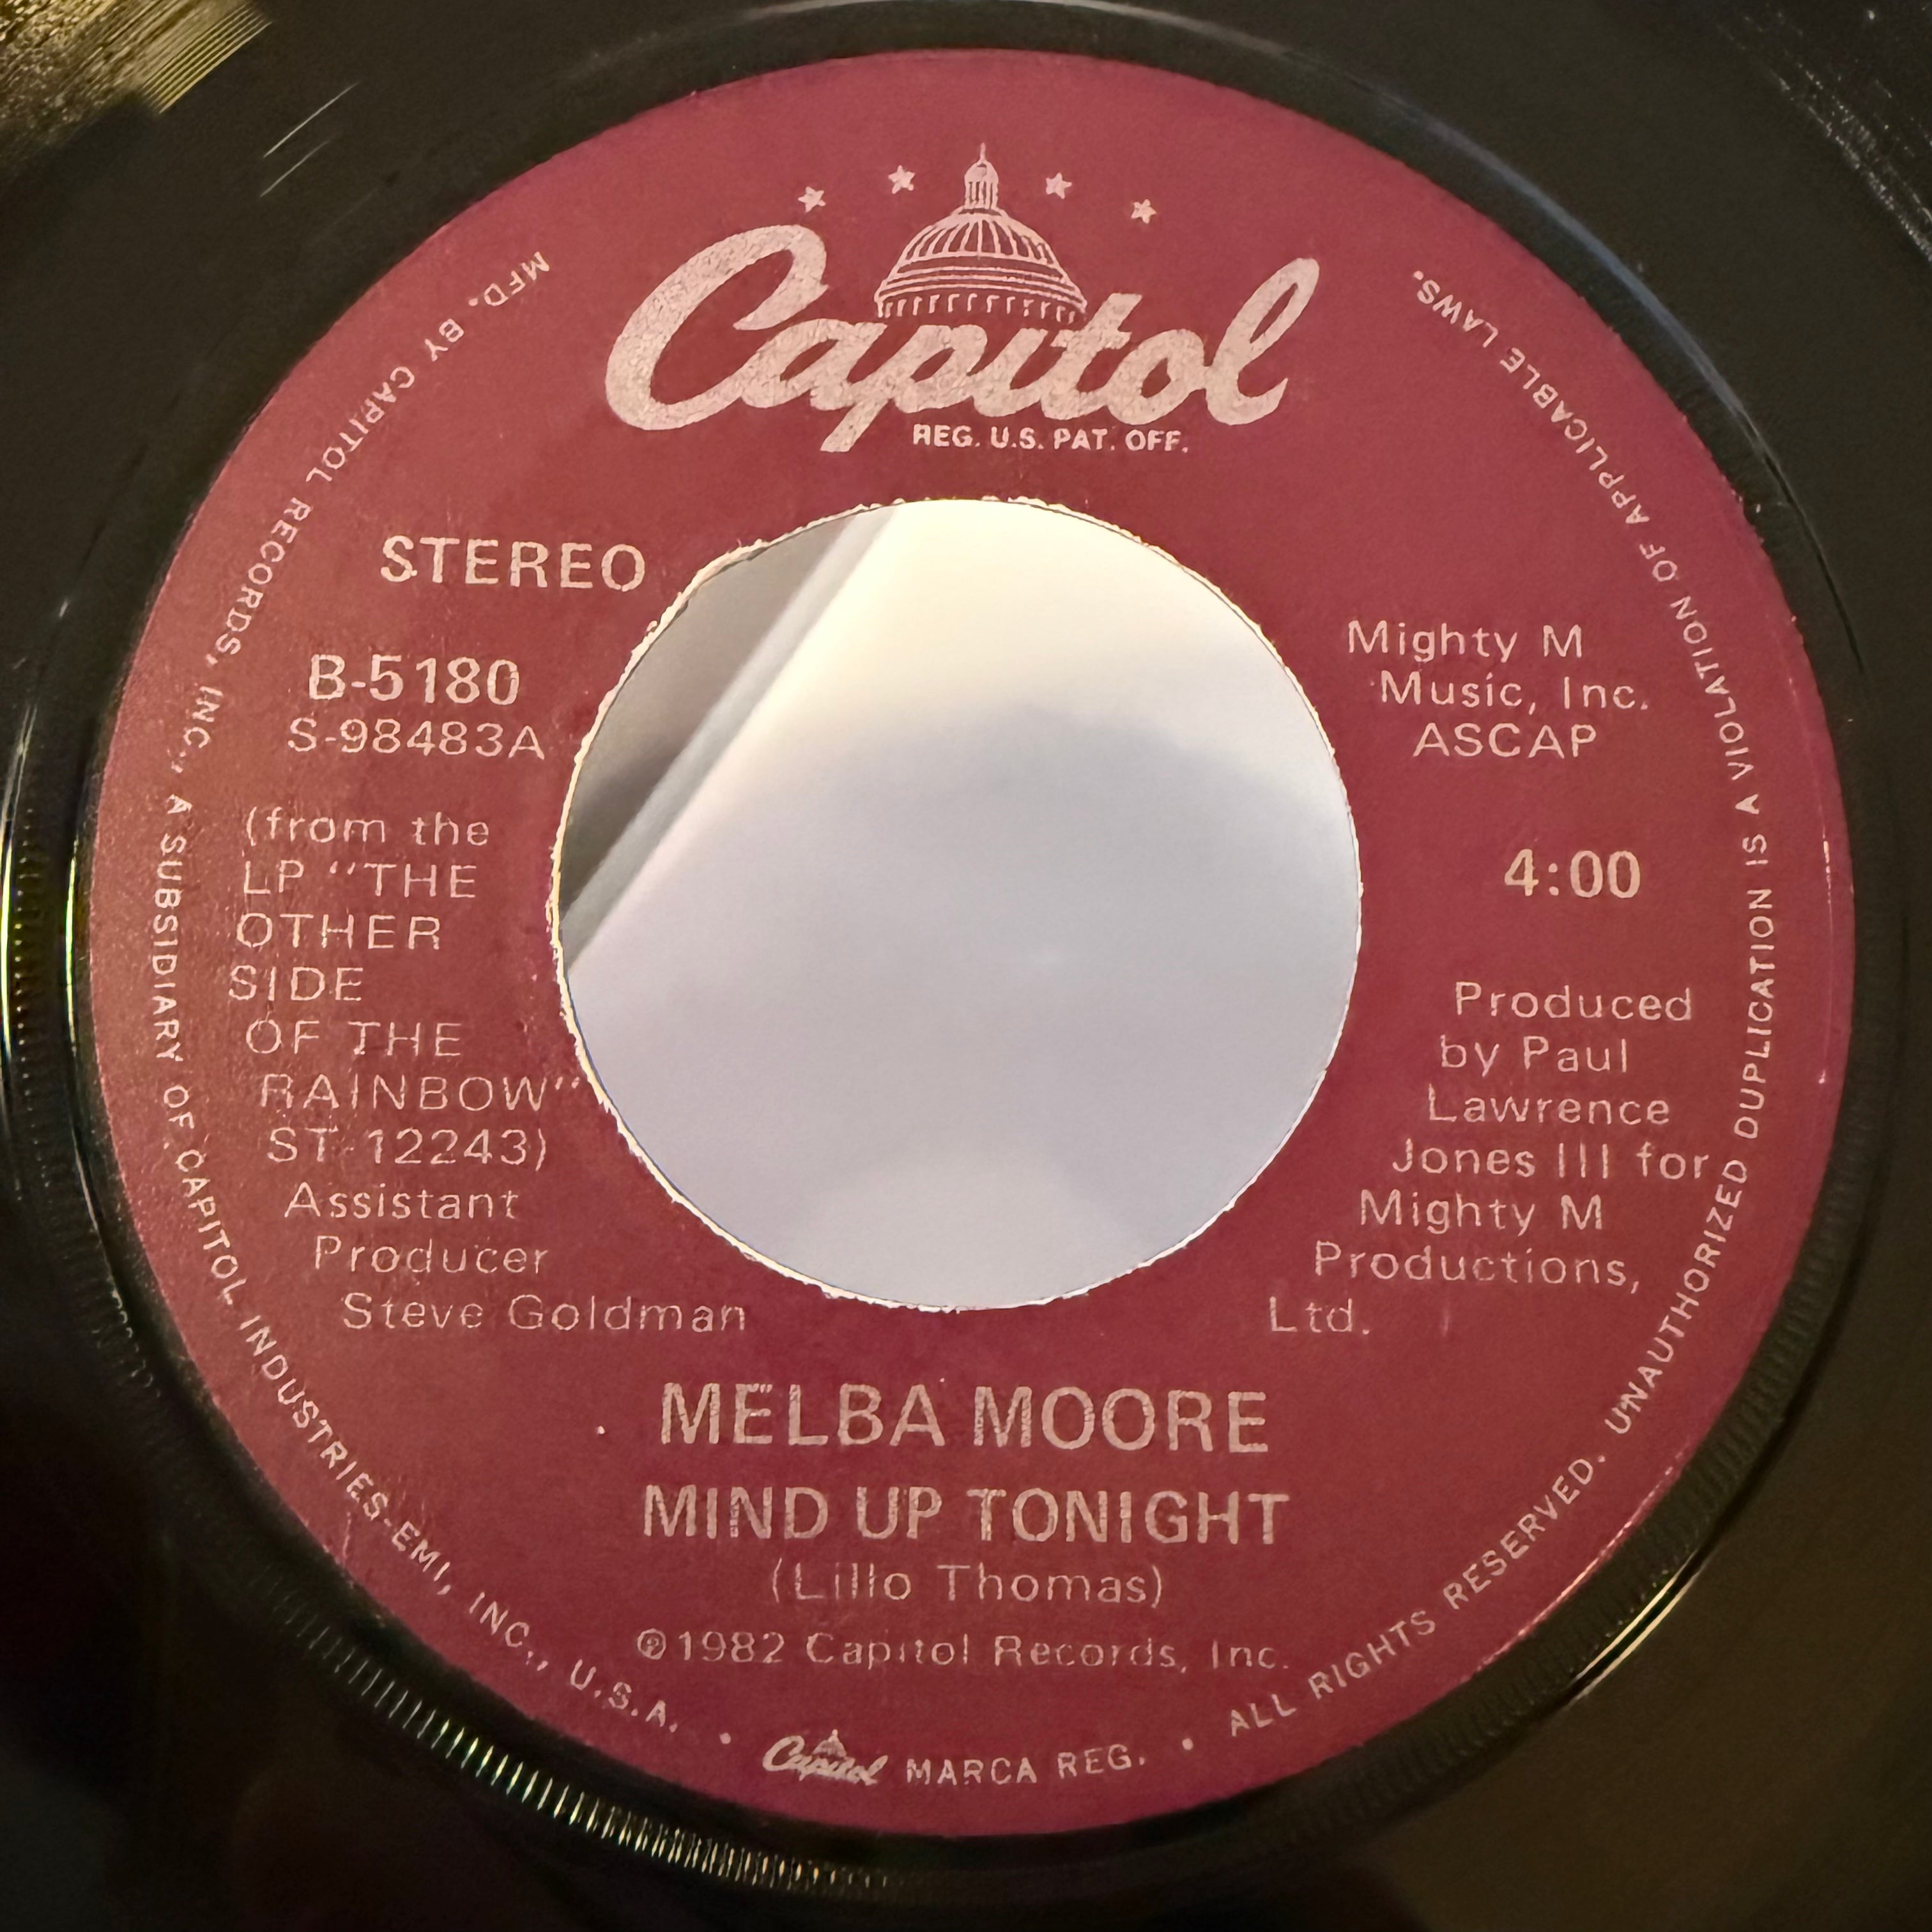 Capitol
REG. U.S. PAT. OFF.
STEREO
B-5180
S-98483A
(from the
LP "THE
OTHER
SIDE
OF THE
RAINBOW"
ST-12243)
Assistant
Producer
Steve Goldman
Mighty M
Music, Inc.
ASCAP
4:00
Produced
by Paul
Lawrence
Jones III for
Mighty M
Productions,
Ltd.
MELBA MOORE
MIND UP TONIGHT
(Lillo Thomas)
℗1982 Capitol Records, Inc.
MFD. BY CAPITOL RECORDS, INC., A SUBSIDIARY OF CAPITOL INDUSTRIES-EMI, INC., U.S.A. • Capitol MARCA REG. • ALL RIGHTS RESERVED. UNAUTHORIZED DUPLICATION IS A VIOLATION OF APPLICABLE LAWS.